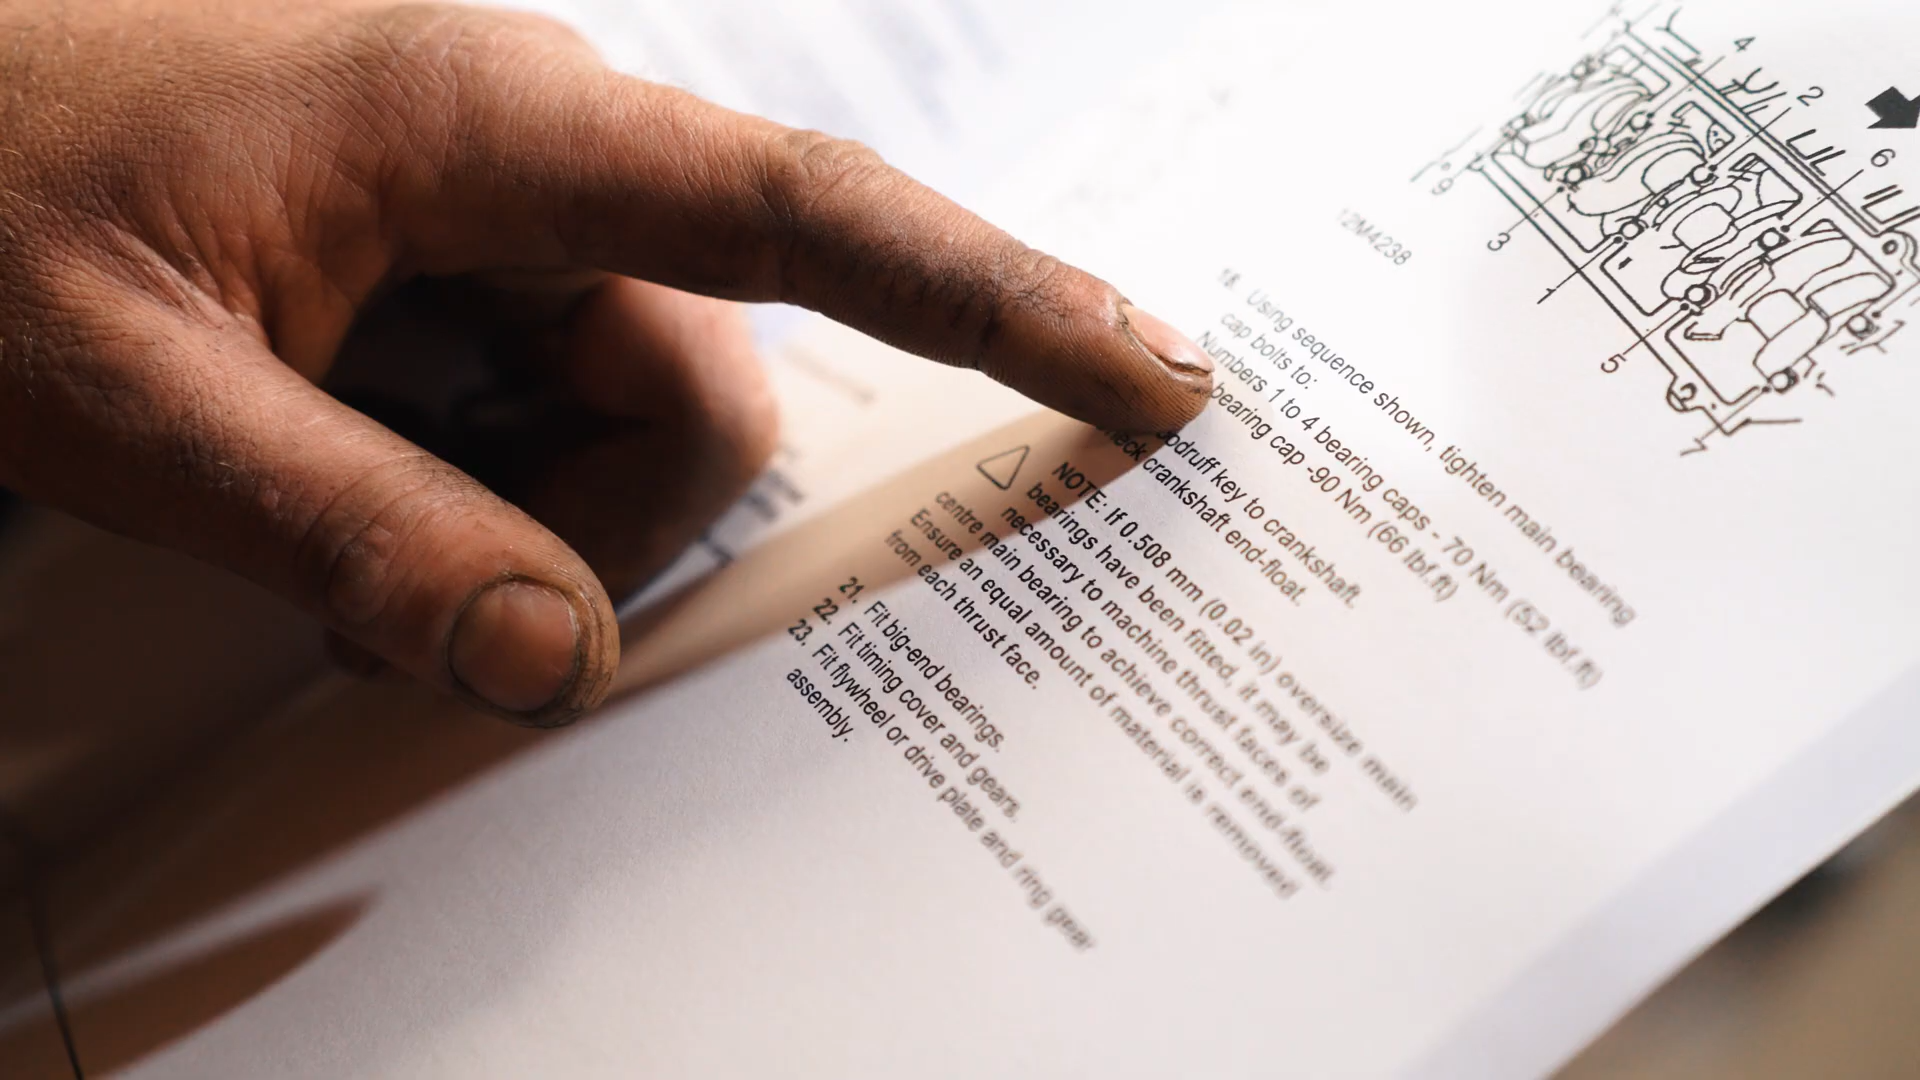 4
2
6
9
3
1
5
7
12M4238
18. Using sequence shown, tighten main bearing
cap bolts to:
Numbers 1 to 4 bearing caps - 70 Nm (52 lbf.ft)
bearing cap -90 Nm (66 lbf.ft)
key to crankshaft.
crankshaft end-float.
NOTE: If 0.508 mm (0.02 in) oversize main
bearings have been fitted, it may be
necessary to machine thrust faces of
centre main bearing to achieve correct end-float.
Ensure an equal amount of material is removed
from each thrust face.
21. Fit big-end bearings.
22. Fit timing cover and gears.
23. Fit flywheel or drive plate and ring gear
assembly.